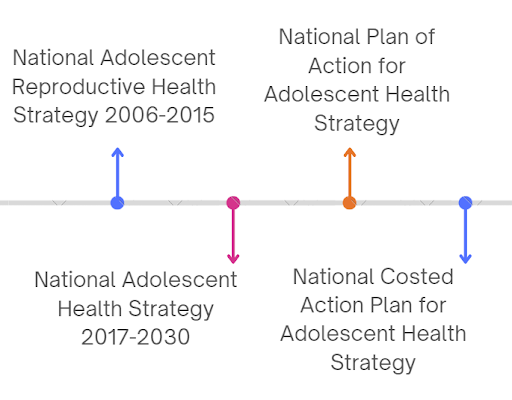 National Adolescent
Reproductive Health
Strategy 2006-2015
National Adolescent
Health Strategy
2017-2030
National Plan of
Action for
Adolescent Health
Strategy
National Costed
Action Plan for
Adolescent Health
Strategy